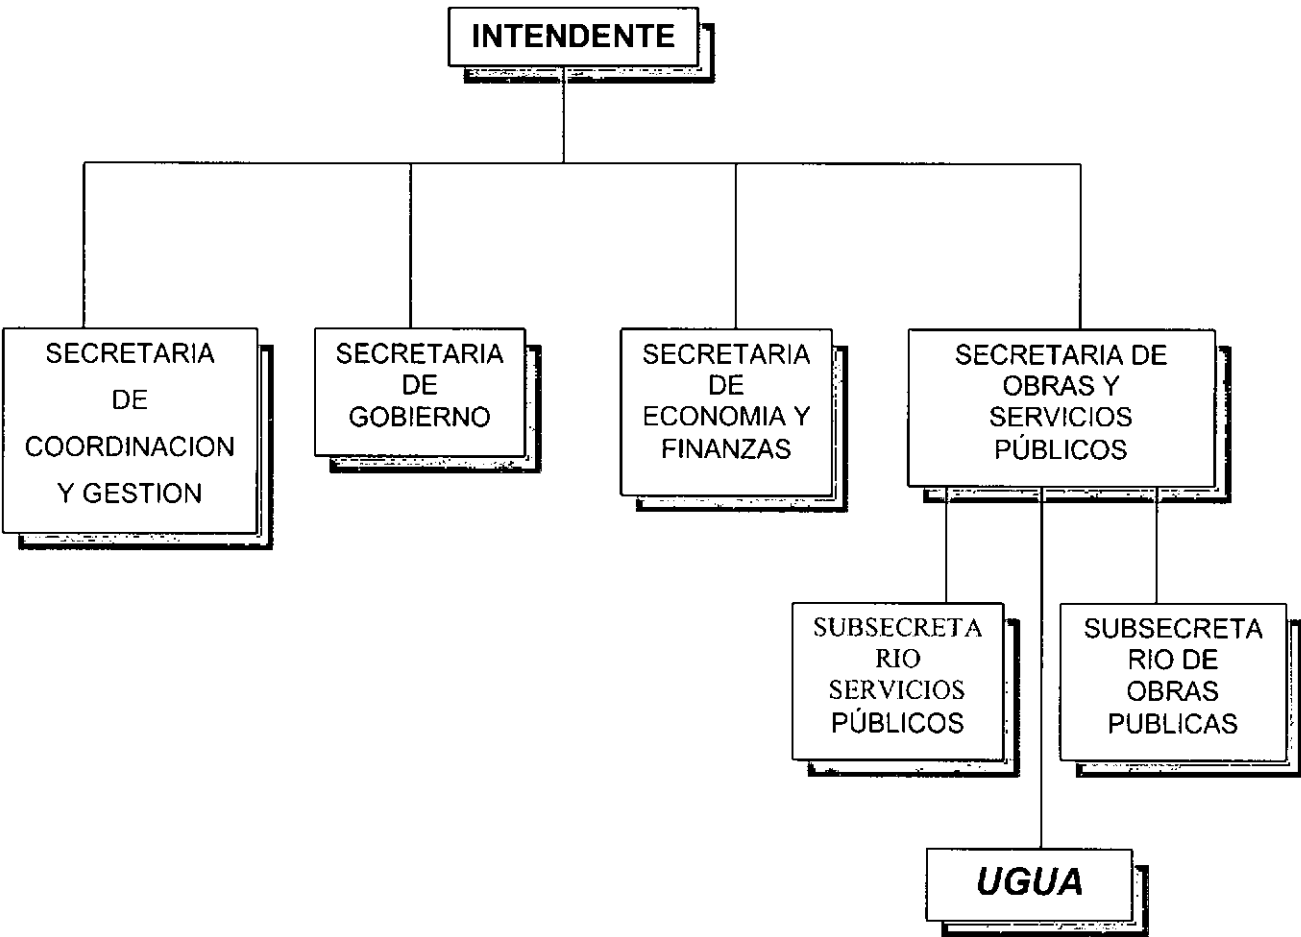 INTENDENTE
SECRETARIA
DE
COORDINACION
Y GESTION
SECRETARIA
DE
GOBIERNO
SECRETARIA
DE
ECONOMIA Y
FINANZAS
SECRETARIA DE
OBRAS Y
SERVICIOS
PÚBLICOS
SUBSECRETA
RIO
SERVICIOS
PÚBLICOS
SUBSECRETA
RIO DE
OBRAS
PUBLICAS
UGUA